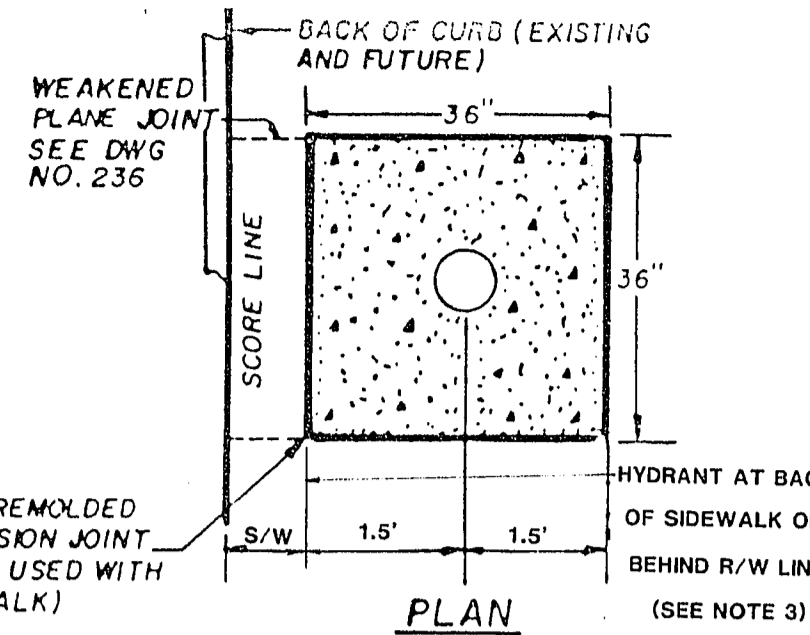 BACK OF CURB (EXISTING
AND FUTURE)
WEAKENED
PLANE JOINT
SEE DWG
NO. 236
36"
36"
SCORE LINE
REMOLDED
SION JOINT
USED WITH
ALK)
S/W
1.5'
1.5'
HYDRANT AT BAC
OF SIDEWALK O
BEHIND R/W LIN
(SEE NOTE 3)
PLAN